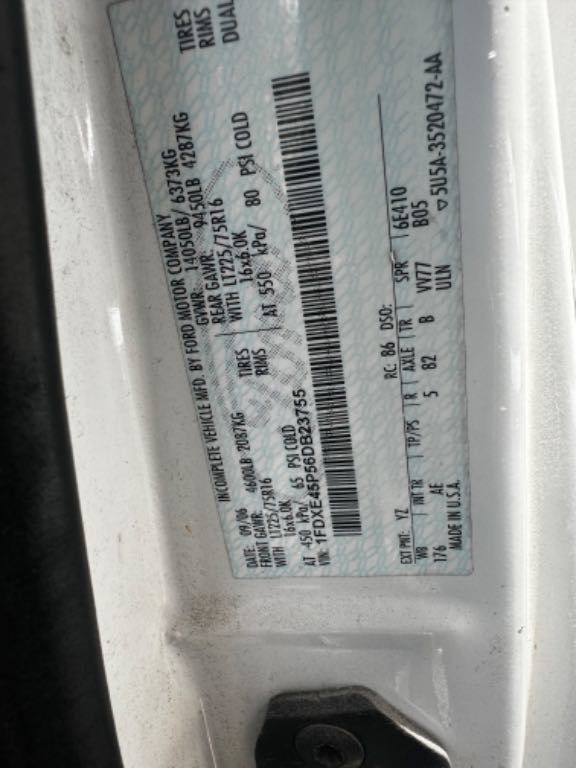 INCOMPLETE VEHICLE MFD. BY FORD MOTOR COMPANY
DATE: 09/06 GVWR: 14050LB/ 6373KG
FRONT GAWR: 4600LB 2087KG REAR GAWR: 9450LB 4287KG
WITH LT225/75R16 TIRES WITH LT225/75R16 TIRES
16x6.0K RIMS 16x6.0K RIMS
AT 450 kPa/ 65 PSI COLD AT 550 kPa/ 80 PSI COLD DUAL
VIN: 1FDXE45P56DB23755
EXT PNT: YZ RC: 86 DSO:
WB INT TR TP/PS R AXLE TR SPR
176 AE 5 82 B VV77 6E410
MADE IN U.S.A. ULN B05
▽5U5A-3520472-AA